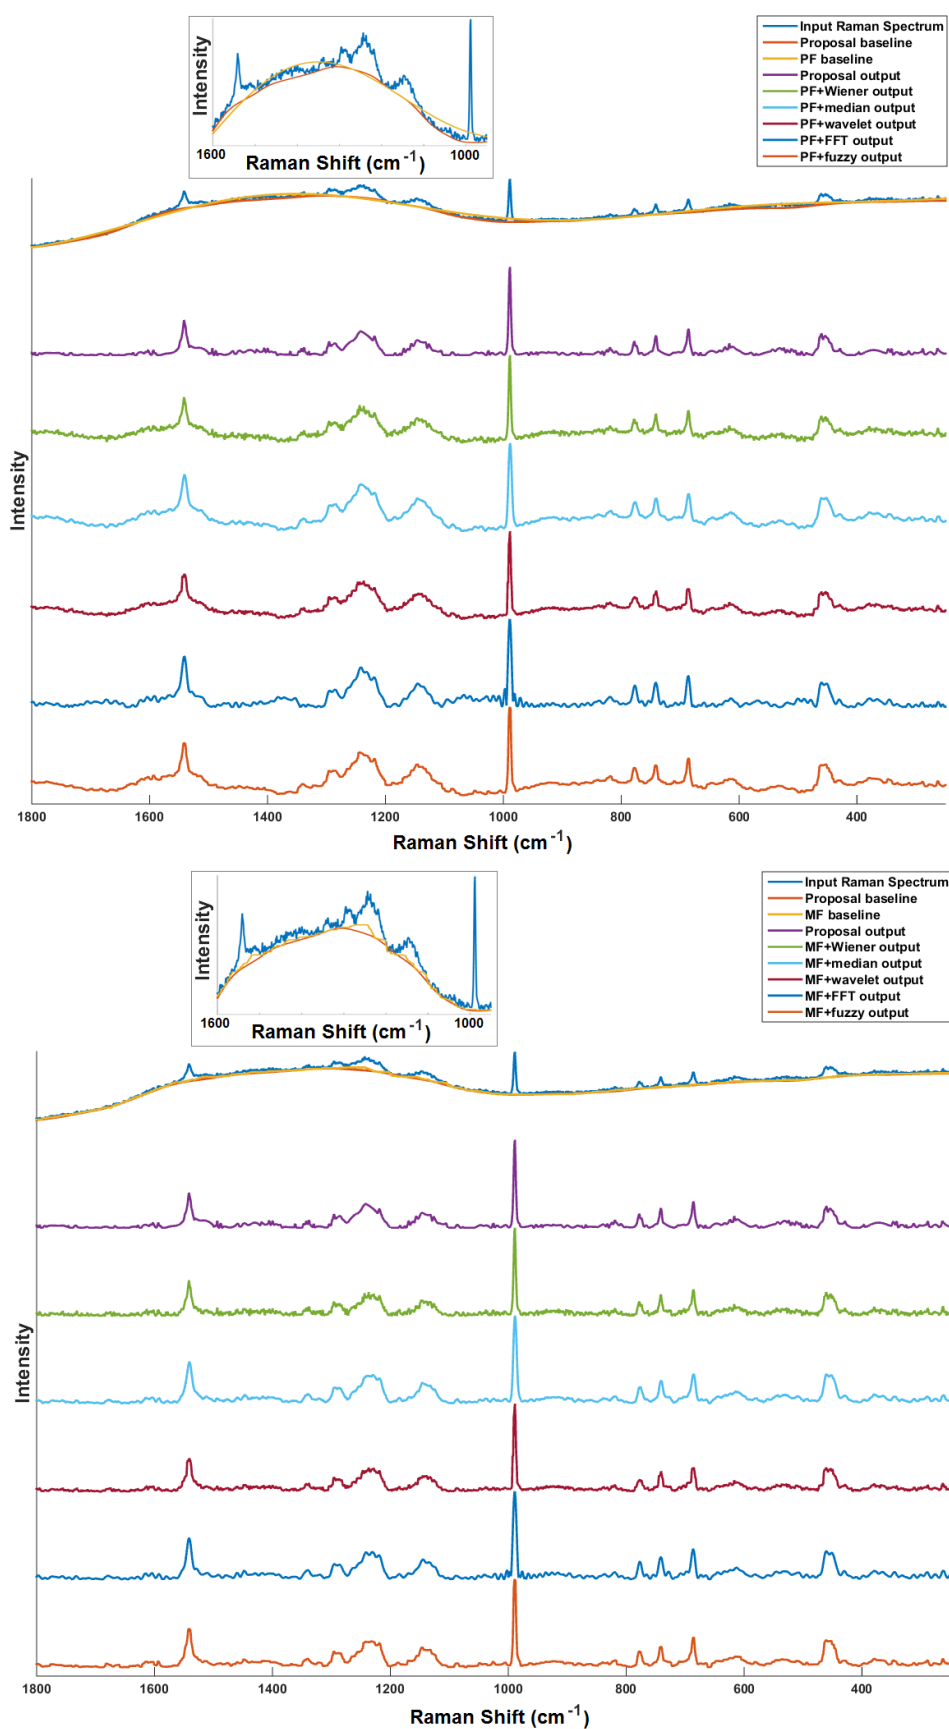 Intensity
1600
1000
Raman Shift (cm-1)
Input Raman Spectrum
Proposal baseline
PF baseline
Proposal output
PF+Wiener output
PF+median output
PF+wavelet output
PF+FFT output
PF+fuzzy output
Intensity
1800
1600
1400
1200
1000
800
600
400
Raman Shift (cm-1)
Intensity
1600
1000
Raman Shift (cm-1)
Input Raman Spectrum
Proposal baseline
MF baseline
Proposal output
MF+Wiener output
MF+median output
MF+wavelet output
MF+FFT output
MF+fuzzy output
Intensity
1800
1600
1400
1200
1000
800
600
400
Raman Shift (cm-1)